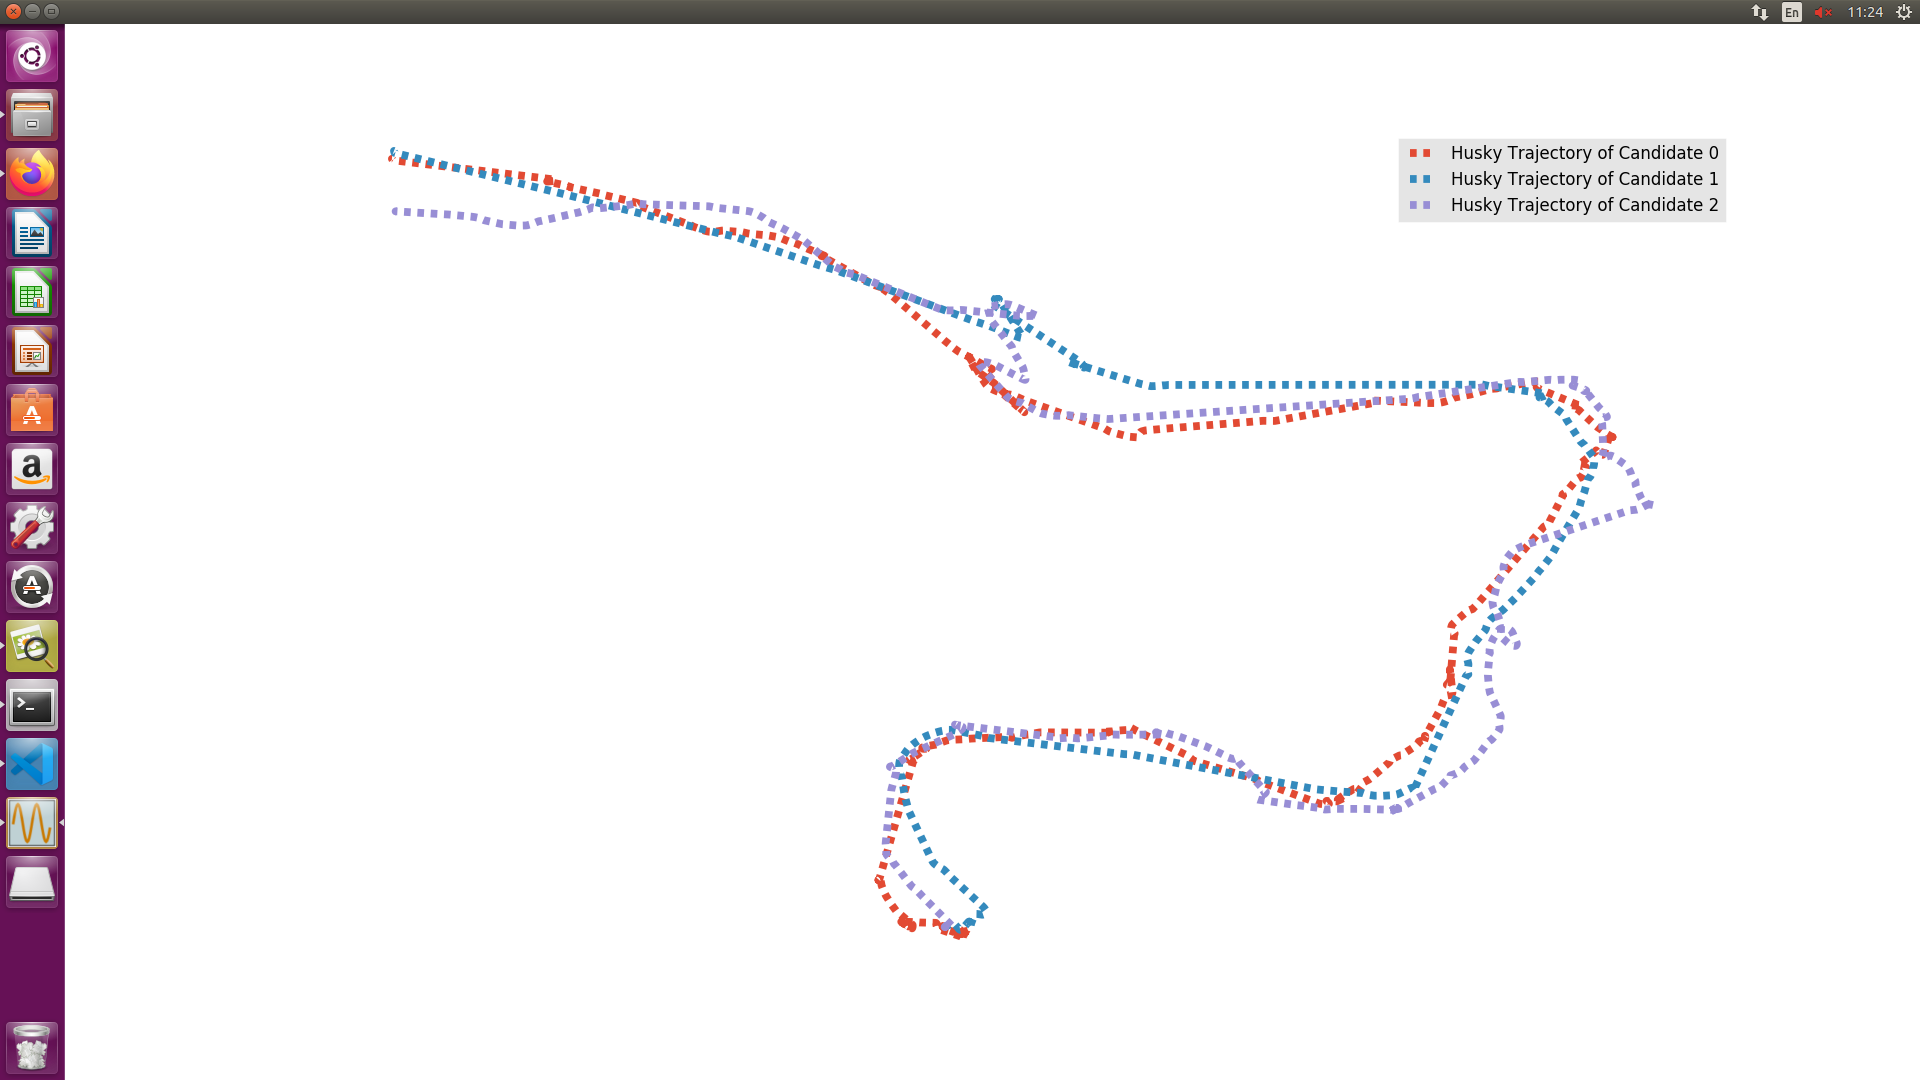 En
11:24
Husky Trajectory of Candidate 0
Husky Trajectory of Candidate 1
Husky Trajectory of Candidate 2
A
a
A
>_